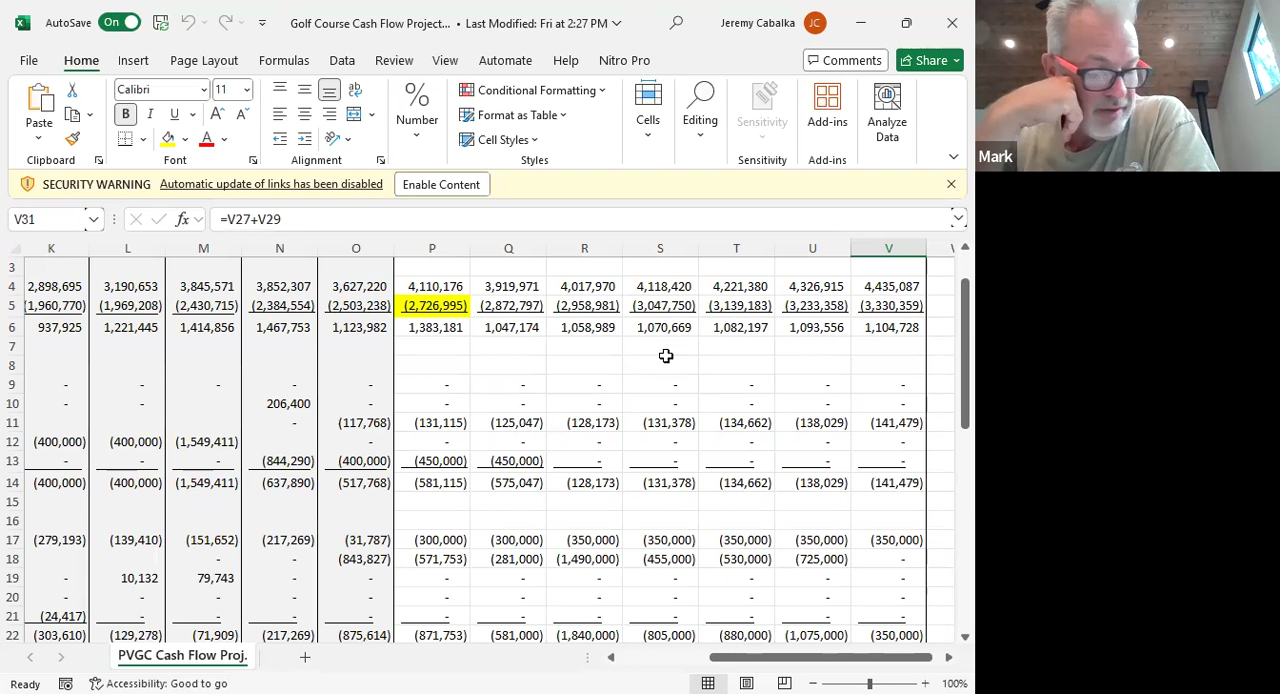 AutoSave On Golf Course Cash Flow Project... • Last Modified: Fri at 2:27 PM Jeremy Cabalka JC
File Home Insert Page Layout Formulas Data Review View Automate Help Nitro Pro Comments Share
Paste
Clipboard
Calibri 11
B I U A A
A
Font
ab
Alignment
%
Number
Conditional Formatting
Format as Table
Cell Styles
Styles
Cells
Editing
Sensitivity
Sensitivity
Add-ins
Add-ins
Analyze
Data
Mark
SECURITY WARNING Automatic update of links has been disabled Enable Content
V31 fx =V27+V29
K L M N O P Q R S T U V
3
4 2,898,695 3,190,653 3,845,571 3,852,307 3,627,220 4,110,176 3,919,971 4,017,970 4,118,420 4,221,380 4,326,915 4,435,087
5 (1,960,770) (1,969,208) (2,430,715) (2,384,554) (2,503,238) (2,726,995) (2,872,797) (2,958,981) (3,047,750) (3,139,183) (3,233,358) (3,330,359)
6 937,925 1,221,445 1,414,856 1,467,753 1,123,982 1,383,181 1,047,174 1,058,989 1,070,669 1,082,197 1,093,556 1,104,728
7
8
9 - - - - - - - - - - - -
10 - - - 206,400 - - - - - - - -
11 - (117,768) (131,115) (125,047) (128,173) (131,378) (134,662) (138,029) (141,479)
12 (400,000) (400,000) (1,549,411) - - - - - - - -
13 - - - (844,290) (400,000) (450,000) (450,000) - - - - -
14 (400,000) (400,000) (1,549,411) (637,890) (517,768) (581,115) (575,047) (128,173) (131,378) (134,662) (138,029) (141,479)
15
16
17 (279,193) (139,410) (151,652) (217,269) (31,787) (300,000) (300,000) (350,000) (350,000) (350,000) (350,000) (350,000)
18 - - (843,827) (571,753) (281,000) (1,490,000) (455,000) (530,000) (725,000) -
19 - 10,132 79,743 - - - - - - - - -
20 - - - - - - - - - - - -
21 (24,417) - - - - - - - - - - -
22 (303,610) (129,278) (71,909) (217,269) (875,614) (871,753) (581,000) (1,840,000) (805,000) (880,000) (1,075,000) (350,000)
PVGC Cash Flow Proj.
Ready Accessibility: Good to go 100%